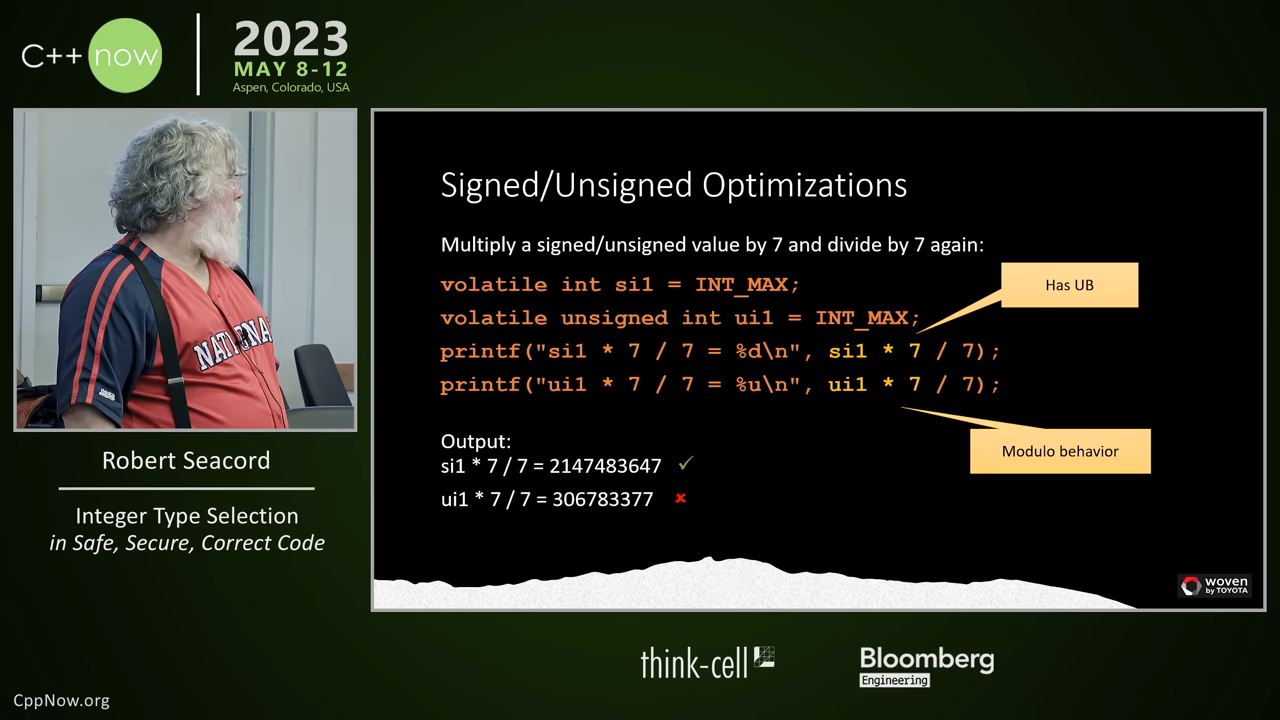 C++ now
2023
MAY 8-12
Aspen, Colorado, USA
NATIONA
Robert Seacord
Integer Type Selection
in Safe, Secure, Correct Code
Signed/Unsigned Optimizations
Multiply a signed/unsigned value by 7 and divide by 7 again:
volatile int si1 = INT_MAX;
volatile unsigned int ui1 = INT_MAX;
printf("si1 * 7 / 7 = %d\n", si1 * 7 / 7);
printf("ui1 * 7 / 7 = %u\n", ui1 * 7 / 7);
Has UB
Modulo behavior
Output:
si1 * 7 / 7 = 2147483647 ✓
ui1 * 7 / 7 = 306783377 ✘
woven
by TOYOTA
think-cell
Bloomberg
Engineering
CppNow.org